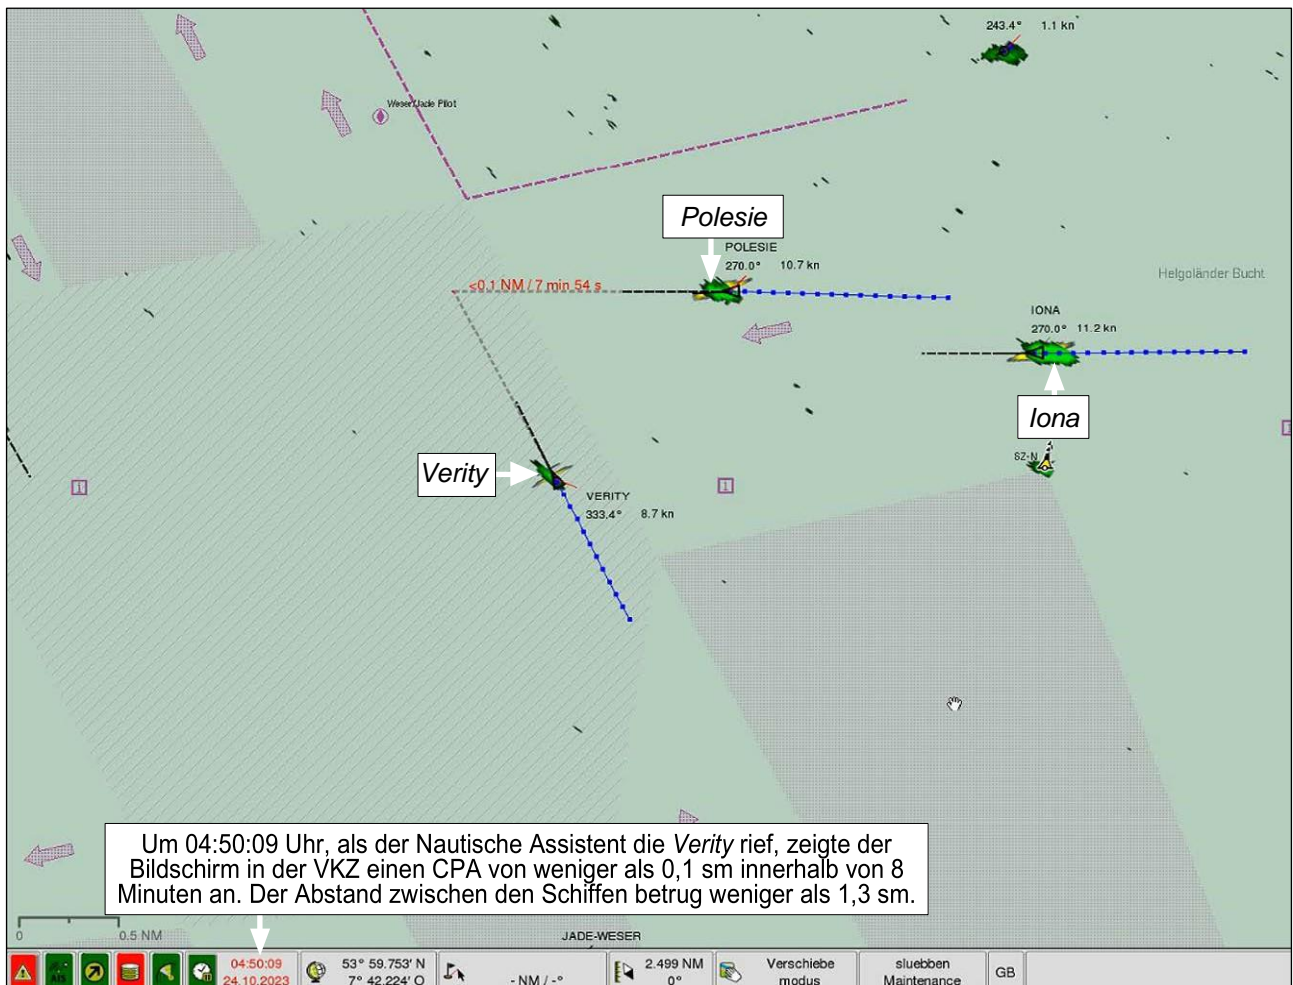 243.4° 1.1 kn
Weser/Jade Pilot
Polesie
POLESIE
270.0° 10.7 kn
<0.1 NM / 7 min 54 s
Helgoländer Bucht
IONA
270.0° 11.2 kn
Iona
SZ-N
Verity
VERITY
333.4° 8.7 kn
1
1
Um 04:50:09 Uhr, als der Nautische Assistent die Verity rief, zeigte der
Bildschirm in der VKZ einen CPA von weniger als 0,1 sm innerhalb von 8
Minuten an. Der Abstand zwischen den Schiffen betrug weniger als 1,3 sm.
0 0.5 NM
JADE-WESER
AIS
04:50:09
24.10.2023
53° 59.753' N
7° 42.224' O
- NM / -°
2.499 NM
0°
Verschiebe
modus
sluebben
Maintenance
GB